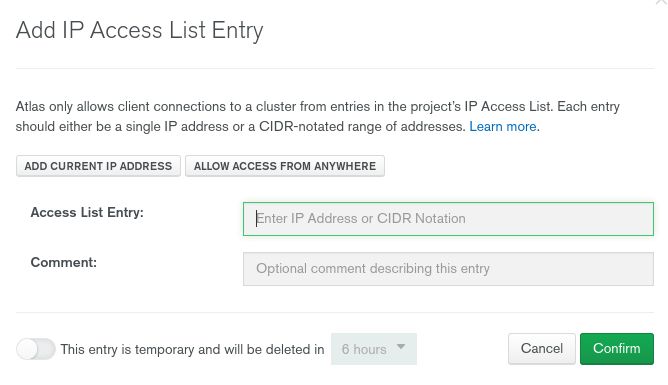 Add IP Access List Entry
Atlas only allows client connections to a cluster from entries in the project's IP Access List. Each entry
should either be a single IP address or a CIDR-notated range of addresses. Learn more.
ADD CURRENT IP ADDRESS ALLOW ACCESS FROM ANYWHERE
Access List Entry: Enter IP Address or CIDR Notation
Comment: Optional comment describing this entry
This entry is temporary and will be deleted in 6 hours Cancel Confirm